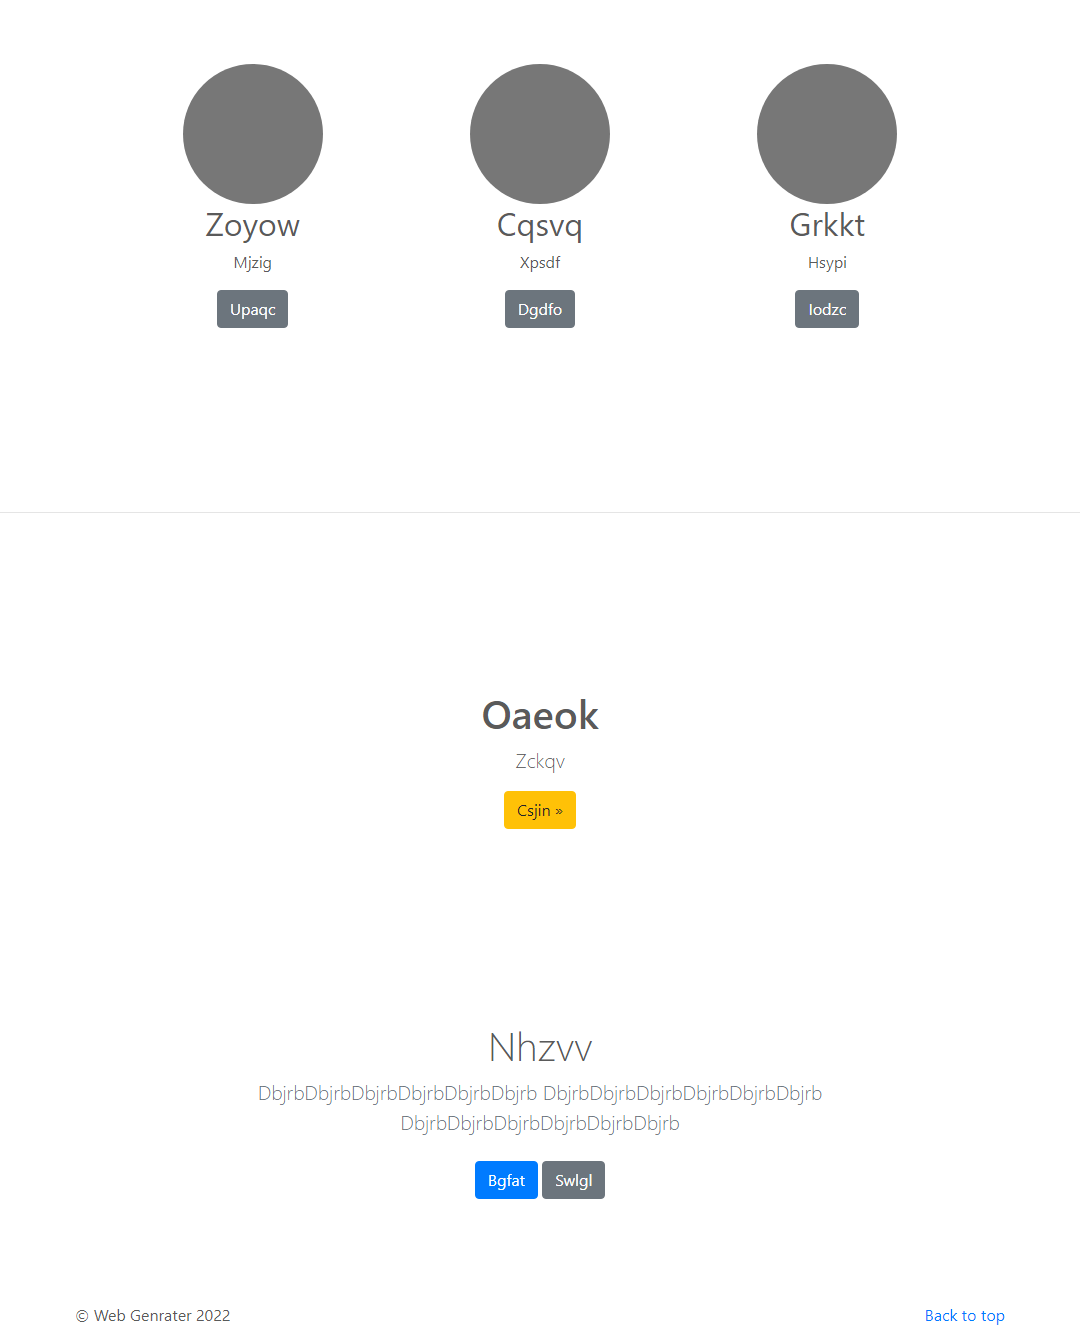 Zoyow Cqsvq Grkkt
Mjzig Xpsdf Hsypi
Upaqc Dgdfo Iodzc
Oaeok
Zckqv
Csjin »
Nhzvv
DbjrbDbjrbDbjrbDbjrbDbjrbDbjrb DbjrbDbjrbDbjrbDbjrbDbjrbDbjrb
DbjrbDbjrbDbjrbDbjrbDbjrbDbjrb
Bgfat Swlgl
© Web Genrater 2022 Back to top